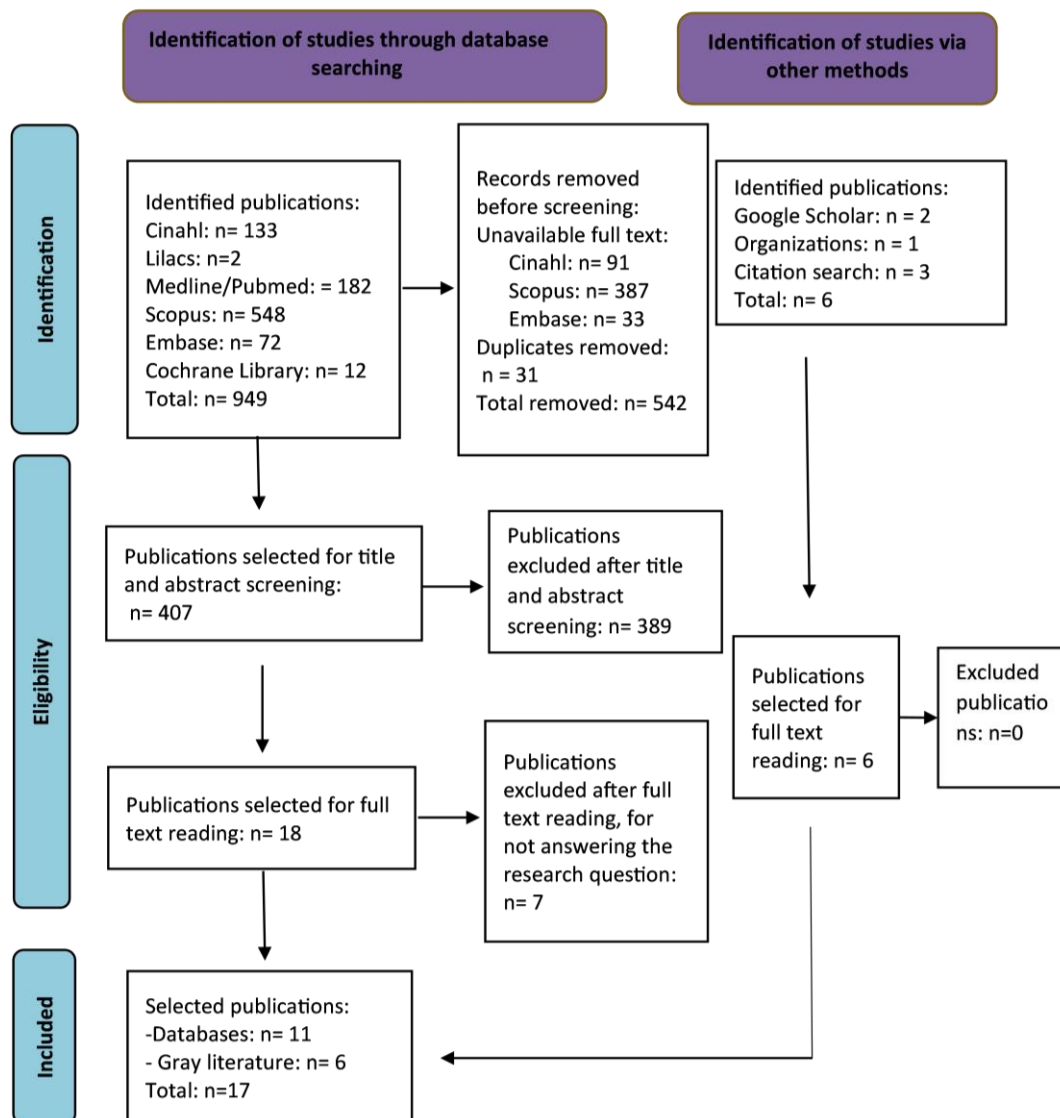 Identification of studies through database
searching
Identification of studies via
other methods
Identification
Identified publications:
Cinahl: n= 133
Lilacs: n=2
Medline/Pubmed: = 182
Scopus: n= 548
Embase: n= 72
Cochrane Library: n= 12
Total: n= 949
Records removed
before screening:
Unavailable full text:
Cinahl: n= 91
Scopus: n= 387
Embase: n= 33
Duplicates removed:
n = 31
Total removed: n= 542
Identified publications:
Google Scholar: n = 2
Organizations: n = 1
Citation search: n = 3
Total: n= 6
Eligibility
Publications selected for title
and abstract screening:
n= 407
Publications
excluded after title
and abstract
screening: n= 389
Publications
selected for
full text
reading: n= 6
Excluded
publicatio
ns: n=0
Publications selected for full
text reading: n= 18
Publications
excluded after full
text reading, for
not answering the
research question:
n= 7
Included
Selected publications:
-Databases: n= 11
- Gray literature: n= 6
Total: n=17